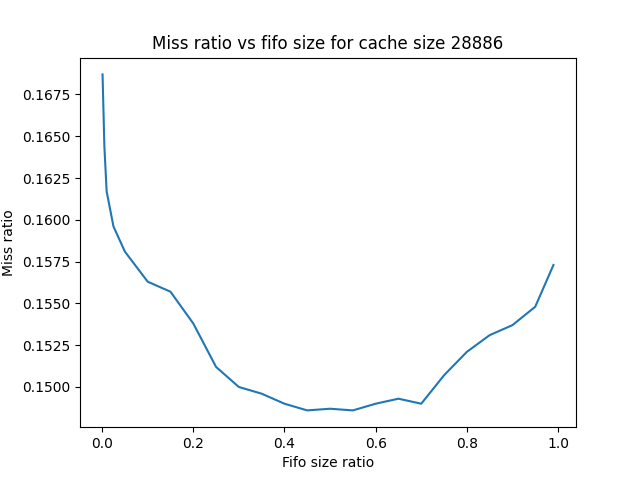 Miss ratio vs fifo size for cache size 28886
0.1675
0.1650
0.1625
0.1600
0.1575
0.1550
0.1525
0.1500
Miss ratio
0.0 0.2 0.4 0.6 0.8 1.0
Fifo size ratio